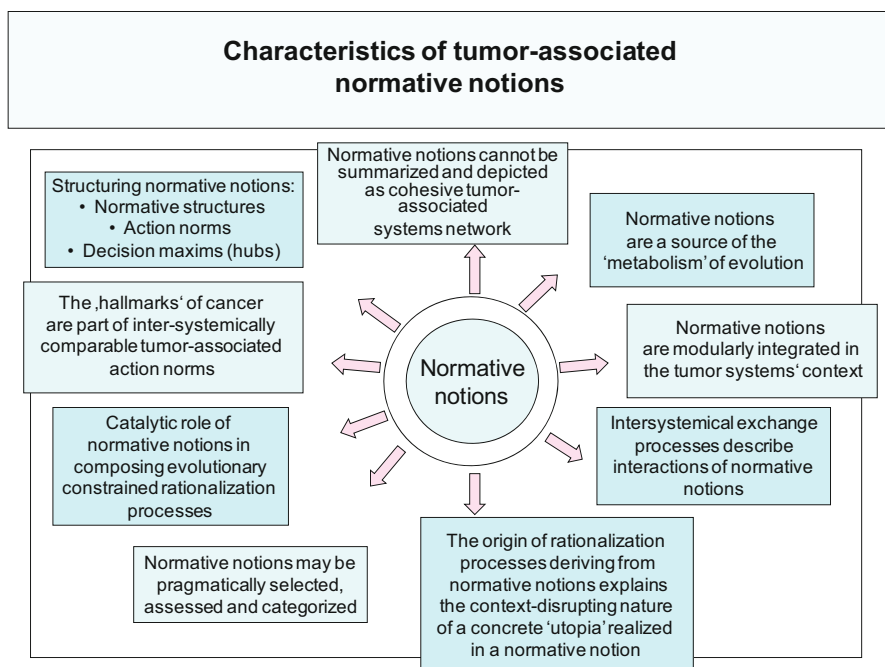 Characteristics of tumor-associated
normative notions
Normative notions cannot be
summarized and depicted
as cohesive tumor-
associated
systems network
Structuring normative notions:
• Normative structures
• Action norms
• Decision maxims (hubs)
Normative notions
are a source of the
‘metabolism’ of evolution
The ‚hallmarks‘ of cancer
are part of inter-systemically
comparable tumor-associated
action norms
Normative notions
are modularly integrated in
the tumor systems‘ context
Normative
notions
Catalytic role of
normative notions in
composing evolutionary
constrained rationalization
processes
Intersystemical exchange
processes describe
interactions of normative
notions
Normative notions may be
pragmatically selected,
assessed and categorized
The origin of rationalization
processes deriving from
normative notions explains
the context-disrupting nature
of a concrete ‘utopia’ realized
in a normative notion